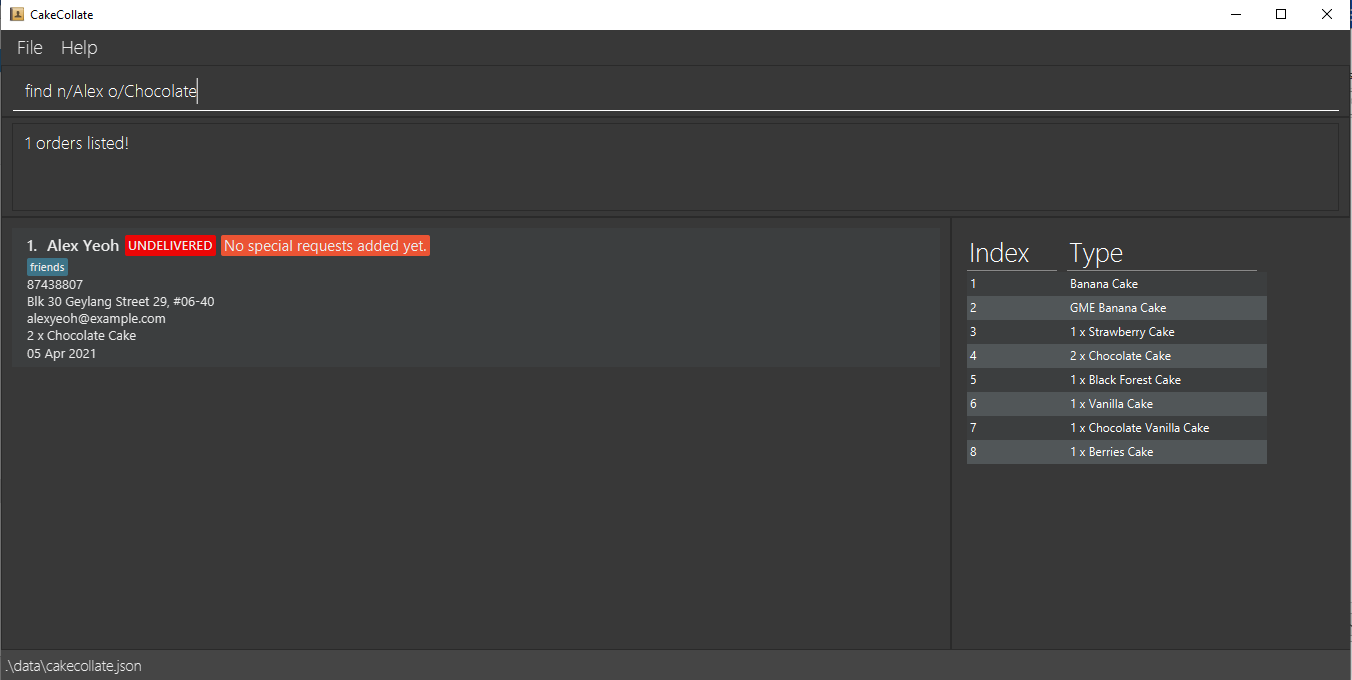 CakeCollate
File Help
find n/Alex o/Chocolate
1 orders listed!
1. Alex Yeoh UNDELIVERED No special requests added yet.
friends
87438807
Blk 30 Geylang Street 29, #06-40
alexyeoh@example.com
2 x Chocolate Cake
05 Apr 2021
Index Type
1 Banana Cake
2 GME Banana Cake
3 1 x Strawberry Cake
4 2 x Chocolate Cake
5 1 x Black Forest Cake
6 1 x Vanilla Cake
7 1 x Chocolate Vanilla Cake
8 1 x Berries Cake
.\data\cakecollate.json